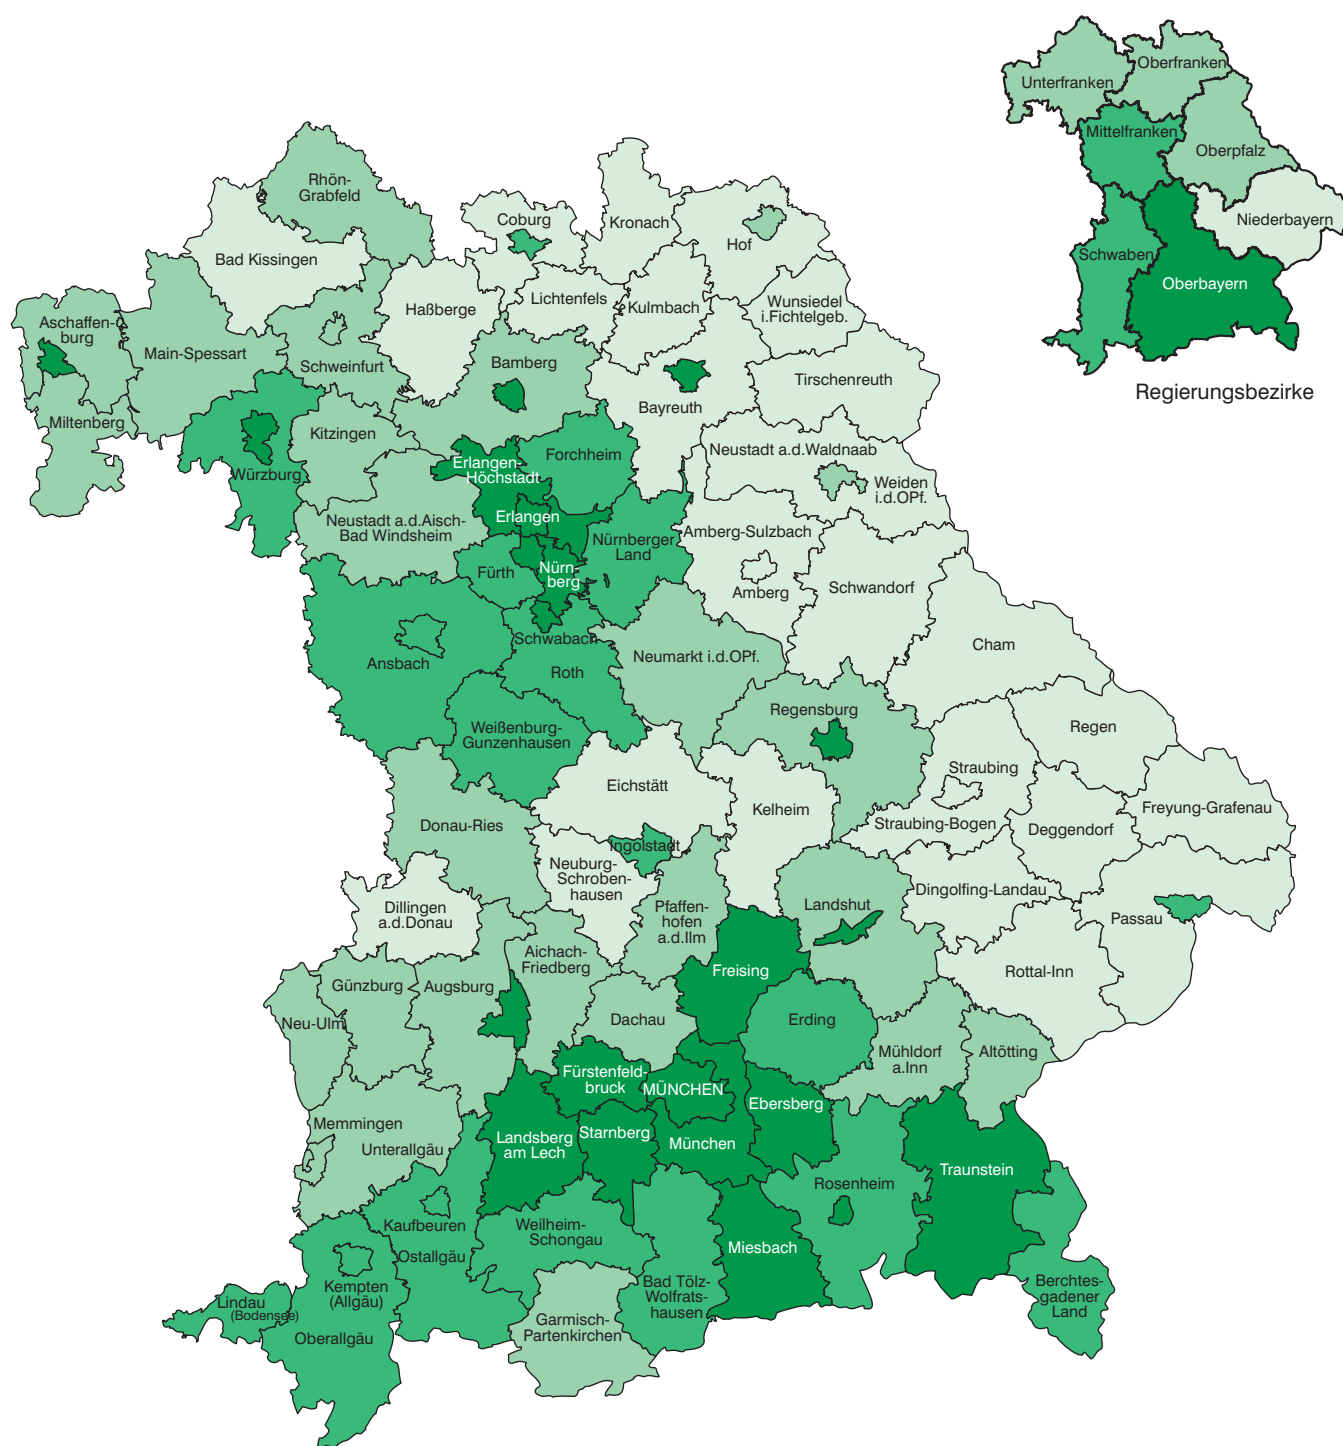 Oberfranken
Unterfranken
Mittelfranken
Oberpfalz
Niederbayern
Schwaben
Oberbayern
Regierungsbezirke
Rhön-
Grabfeld
Coburg
Kronach
Hof
Bad Kissingen
Lichtenfels
Kulmbach
Wunsiedel
i.Fichtelgeb.
Haßberge
Aschaffen-
burg
Main-Spessart
Schweinfurt
Bamberg
Tirschenreuth
Bayreuth
Miltenberg
Kitzingen
Würzburg
Erlangen-
Höchstadt
Forchheim
Neustadt a.d.Waldnaab
Weiden
i.d.OPf.
Neustadt a.d.Aisch-
Bad Windsheim
Erlangen
Nürnberger
Land
Amberg-Sulzbach
Fürth
Nürn-
berg
Amberg
Schwandorf
Schwabach
Ansbach
Roth
Neumarkt i.d.OPf.
Cham
Regensburg
Weißenburg-
Gunzenhausen
Regen
Straubing
Eichstätt
Kelheim
Freyung-Grafenau
Donau-Ries
Straubing-Bogen
Deggendorf
Ingolstadt
Neuburg-
Schroben-
hausen
Dingolfing-Landau
Dillingen
a.d.Donau
Pfaffen-
hofen
a.d.Ilm
Landshut
Passau
Aichach-
Friedberg
Freising
Rottal-Inn
Günzburg
Augsburg
Neu-Ulm
Dachau
Erding
Mühldorf
a.Inn
Altötting
Fürstenfeld-
bruck
MÜNCHEN
Ebersberg
Memmingen
Unterallgäu
Landsberg
am Lech
Starnberg
München
Traunstein
Rosenheim
Kaufbeuren
Ostallgäu
Weilheim-
Schongau
Miesbach
Kempten
(Allgäu)
Bad Tölz-
Wolfrats-
hausen
Berchtes-
gadener
Land
Lindau
(Bodensee)
Oberallgäu
Garmisch-
Partenkirchen